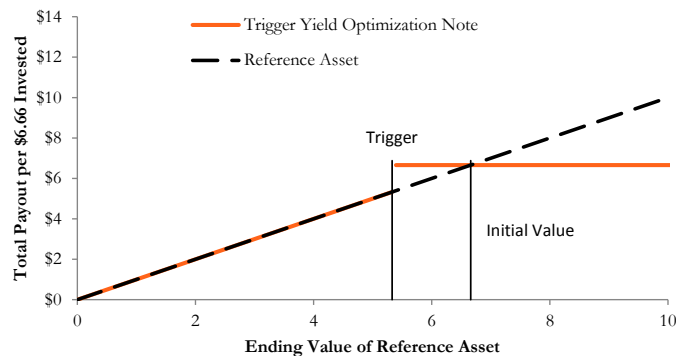 $14
Trigger Yield Optimization Note
$12
Reference Asset
$10
$8
Trigger
$6
Initial Value
$4
$2
$0
0 2 4 6 8 10
Ending Value of Reference Asset
Total Payout per $6.66 Invested